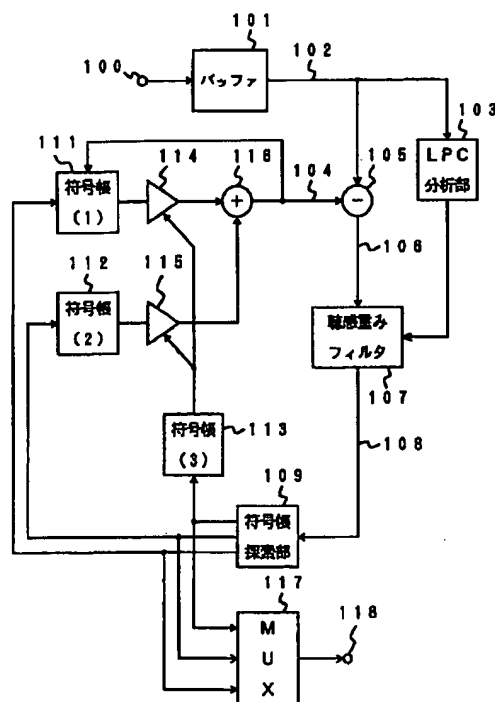 101
102
100
バッファ
103
111
114
116
LPC
分析部
104
105
符号帳
(1)
+
−
106
112
115
符号帳
(2)
聴感重み
フィルタ
107
符号帳
(3)
113
108
109
符号帳
探索部
117
118
M
U
X